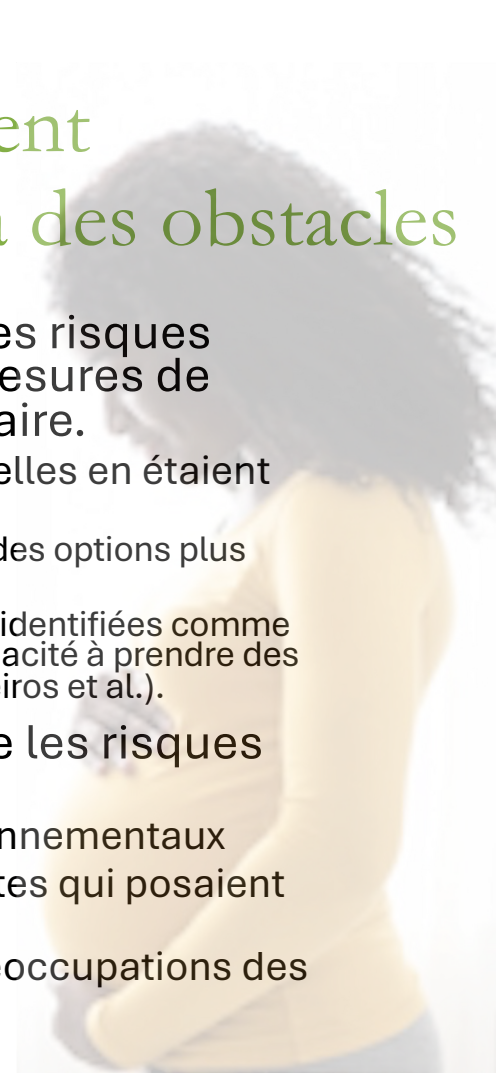 ent
à des obstacles
es risques
esures de
aire.
elles en étaient
des options plus
identifiées comme
acité à prendre des
iros et al.).
e les risques
nnementaux
tes qui posaient
éoccupations des